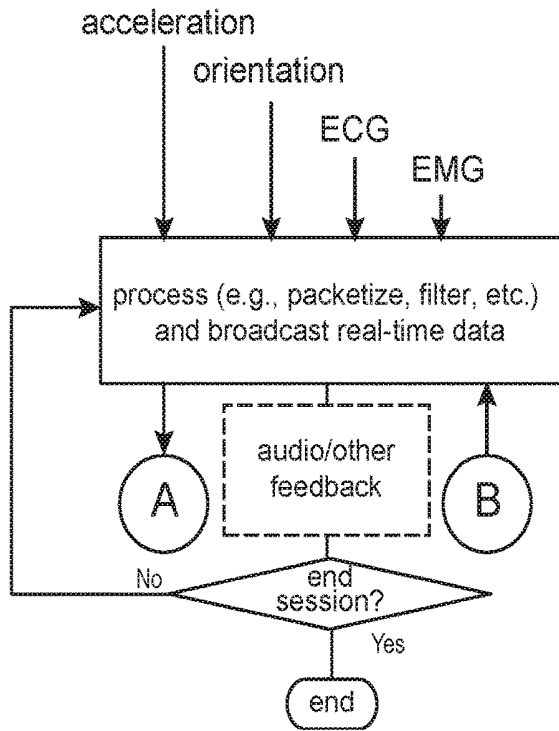 acceleration
orientation
ECG
EMG
process (e.g., packetize, filter, etc.)
and broadcast real-time data
A
audio/other
feedback
B
No
end
session?
Yes
end